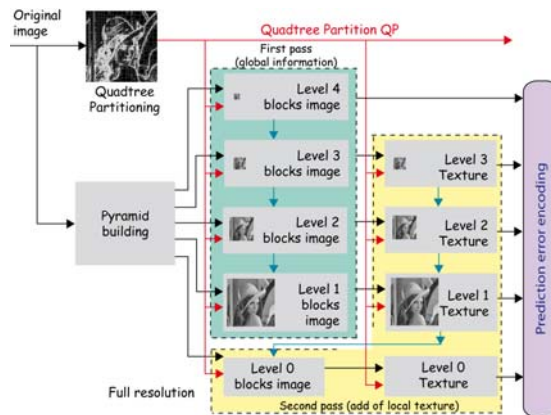 Original
image
Quadtree Partition QP
First pass
(global information)
Quadtree
Partitioning
Level 4
blocks image
Level 3
blocks image
Level 3
Texture
Pyramid
building
Level 2
blocks image
Level 2
Texture
Level 1
blocks
image
Level 1
Texture
Prediction error encoding
Level 0
blocks image
Level 0
Texture
Full resolution
Second pass (add of local texture)